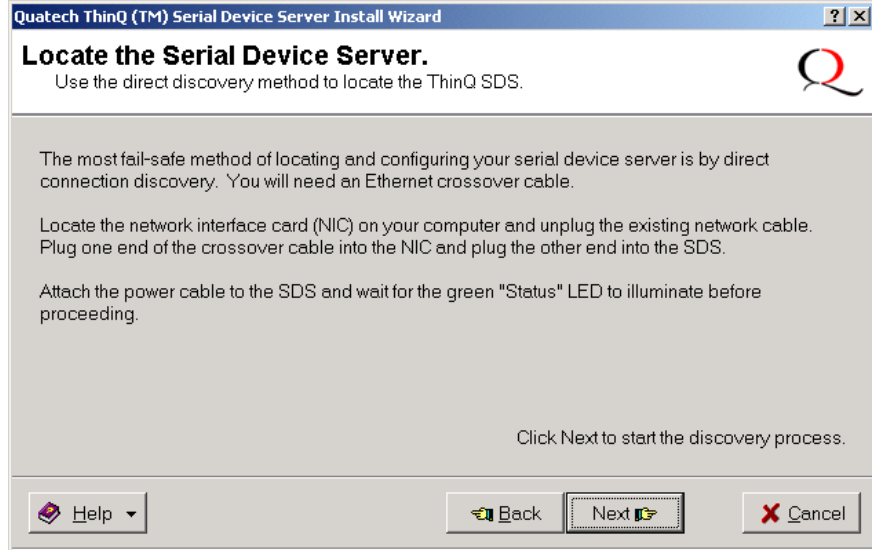 Quatech ThinQ (TM) Serial Device Server Install Wizard
Locate the Serial Device Server.
Use the direct discovery method to locate the ThinQ SDS.
The most fail-safe method of locating and configuring your serial device server is by direct
connection discovery. You will need an Ethernet crossover cable.
Locate the network interface card (NIC) on your computer and unplug the existing network cable.
Plug one end of the crossover cable into the NIC and plug the other end into the SDS.
Attach the power cable to the SDS and wait for the green "Status" LED to illuminate before
proceeding.
Click Next to start the discovery process.
Help Back Next Cancel